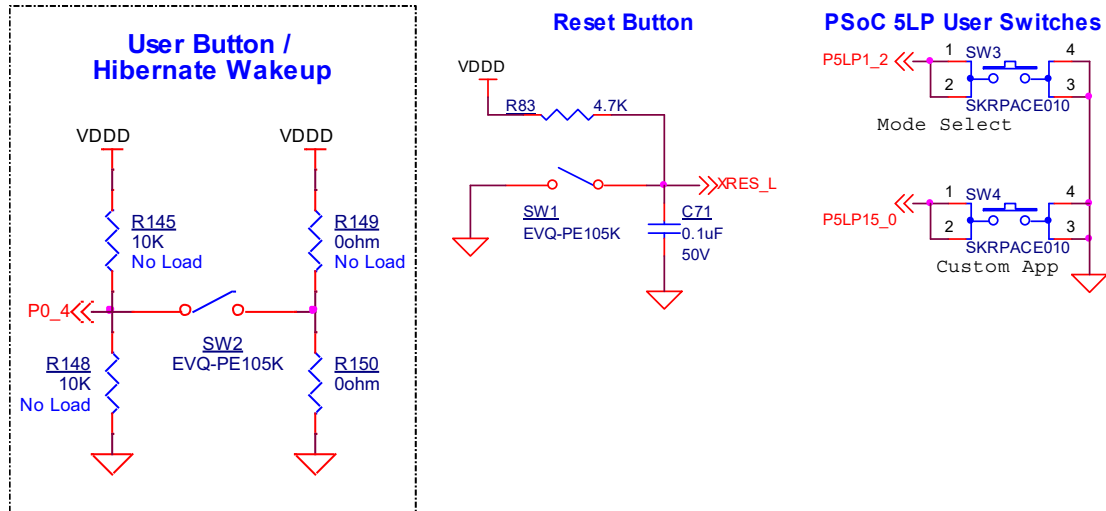 User Button /
Hibernate Wakeup
VDDD
VDDD
R145
10K
No Load
R149
0ohm
No Load
P0_4
SW2
EVQ-PE105K
R148
10K
No Load
R150
0ohm
Reset Button
VDDD
R83
4.7K
XRES_L
SW1
EVQ-PE105K
C71
0.1uF
50V
PSoC 5LP User Switches
P5LP1_2
1
SW3
4
2
3
SKRPACE010
Mode Select
P5LP15_0
1
SW4
4
2
3
SKRPACE010
Custom App